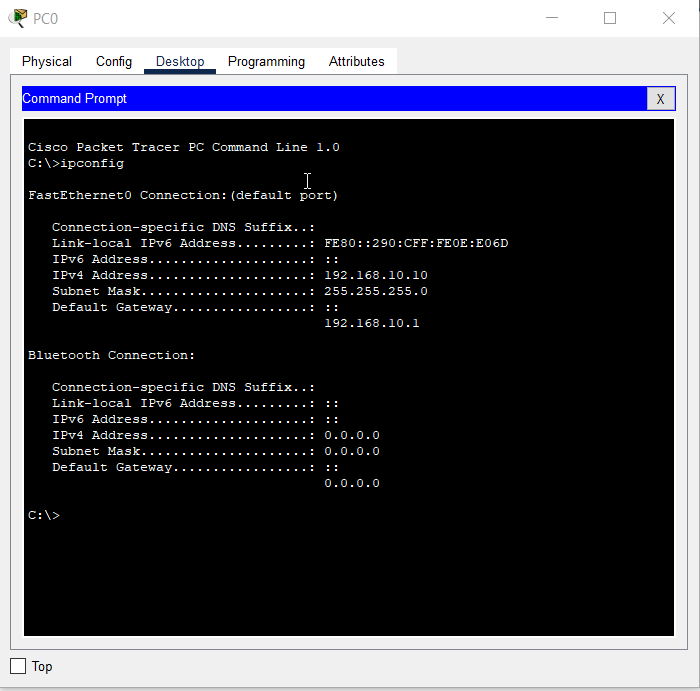 PC0
Physical Config Desktop Programming Attributes
Command Prompt X
Cisco Packet Tracer PC Command Line 1.0
C:\>ipconfig
FastEthernet0 Connection:(default port)
Connection-specific DNS Suffix..:
Link-local IPv6 Address.........: FE80::290:CFF:FE0E:E06D
IPv6 Address....................: ::
IPv4 Address....................: 192.168.10.10
Subnet Mask.....................: 255.255.255.0
Default Gateway.................: ::
192.168.10.1
Bluetooth Connection:
Connection-specific DNS Suffix..:
Link-local IPv6 Address.........: ::
IPv6 Address....................: ::
IPv4 Address....................: 0.0.0.0
Subnet Mask.....................: 0.0.0.0
Default Gateway.................: ::
0.0.0.0
C:\>
Top